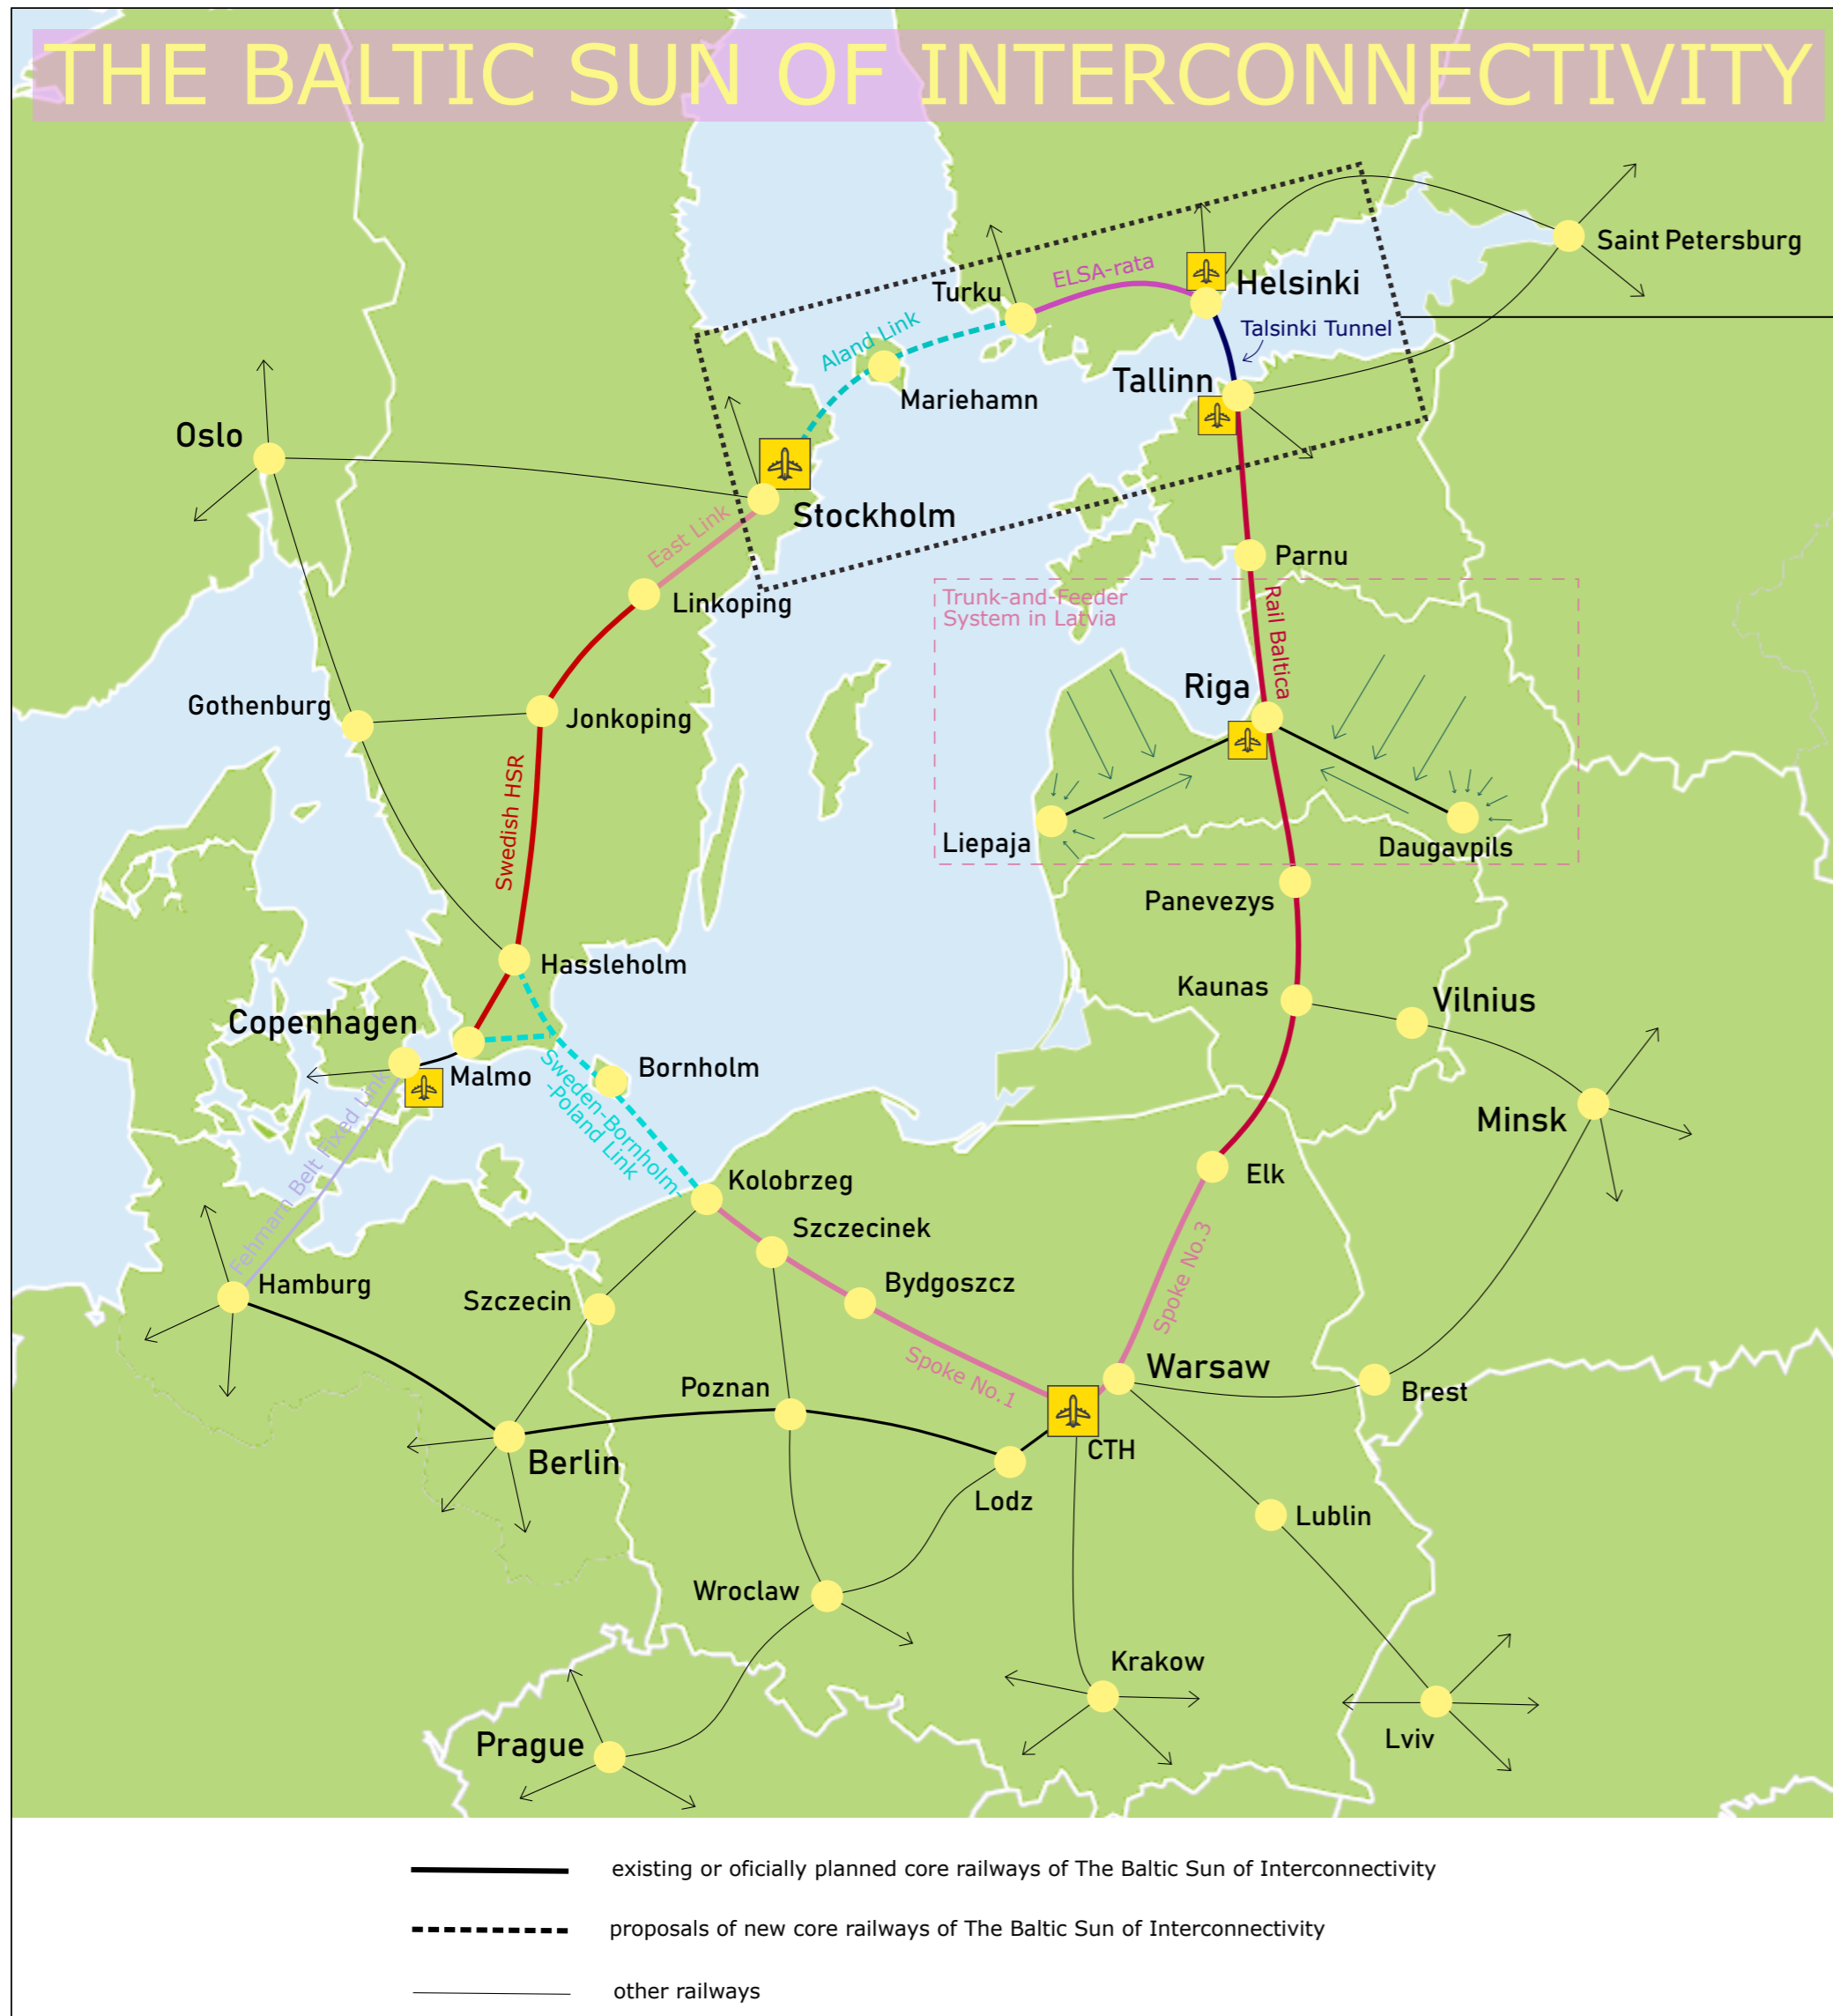 THE BALTIC SUN OF INTERCONNECTIVITY
Saint Petersburg
ELSA-rata
Helsinki
Turku
Talsinki Tunnel
Aland Link
Tallinn
Mariehamn
Oslo
Stockholm
East Link
Parnu
Linkoping
Trunk-and-Feeder
System in Latvia
Rail Baltica
Riga
Gothenburg
Jonkoping
Swedish HSR
Liepaja
Daugavpils
Panevezys
Hassleholm
Kaunas
Vilnius
Copenhagen
Malmo
Bornholm
Sweden-Bornholm-
-Poland Link
Minsk
Fehmarn Belt Fixed Link
Kolobrzeg
Elk
Szczecinek
Hamburg
Bydgoszcz
Szczecin
Spoke No.3
Spoke No.1
Warsaw
Poznan
Brest
CTH
Berlin
Lodz
Lublin
Wroclaw
Krakow
Prague
Lviv
existing or oficially planned core railways of The Baltic Sun of Interconnectivity
proposals of new core railways of The Baltic Sun of Interconnectivity
other railways